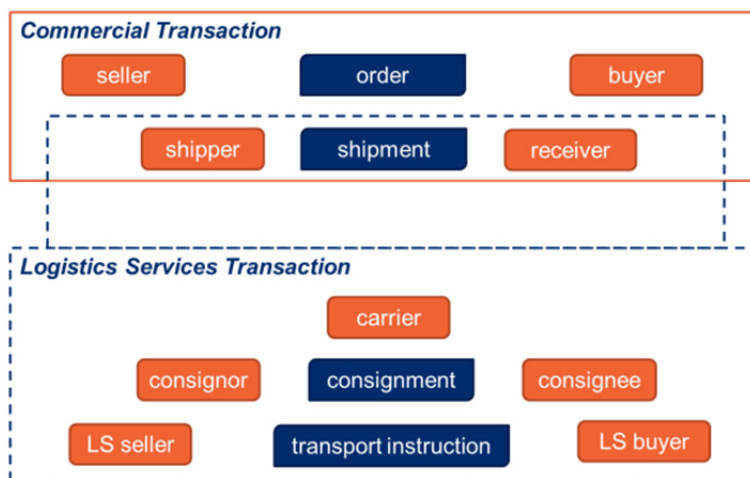 Commercial Transaction
seller order buyer
shipper shipment receiver
Logistics Services Transaction
carrier
consignor consignment consignee
LS seller transport instruction LS buyer